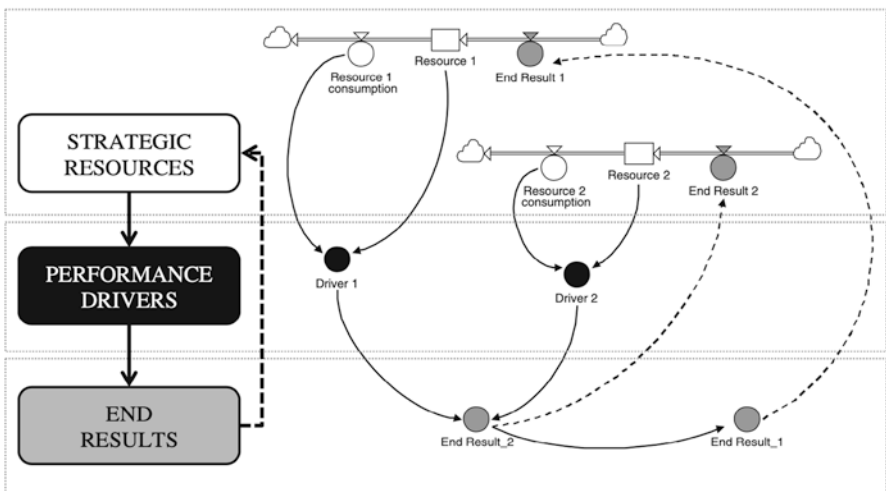 STRATEGIC
RESOURCES
PERFORMANCE
DRIVERS
END
RESULTS
Resource 1
consumption
Resource 1
End Result 1
Resource 2
consumption
Resource 2
End Result 2
Driver 1
Driver 2
End Result_2
End Result_1